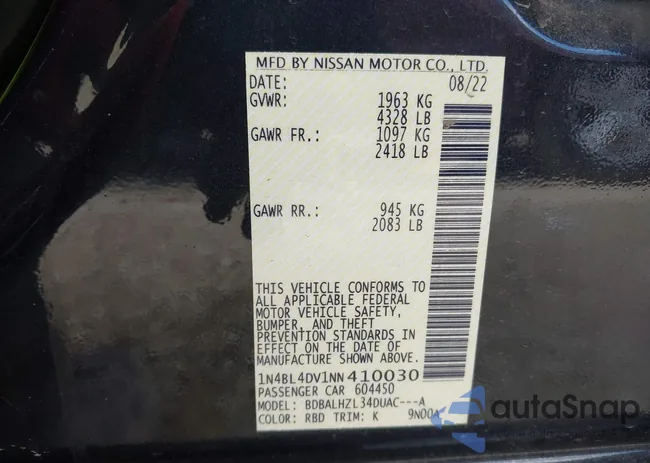 MFD BY NISSAN MOTOR CO., LTD.
DATE: 08/22
GVWR: 1963 KG
4328 LB
GAWR FR.: 1097 KG
2418 LB
GAWR RR.: 945 KG
2083 LB
THIS VEHICLE CONFORMS TO
ALL APPLICABLE FEDERAL
MOTOR VEHICLE SAFETY,
BUMPER, AND THEFT
PREVENTION STANDARDS IN
EFFECT ON THE DATE OF
MANUFACTURE SHOWN ABOVE.
1N4BL4DV1NN410030
PASSENGER CAR 604450
MODEL: BDBALHZL34DUAC---A
COLOR: RBD TRIM: K 9N00A
autoSnap